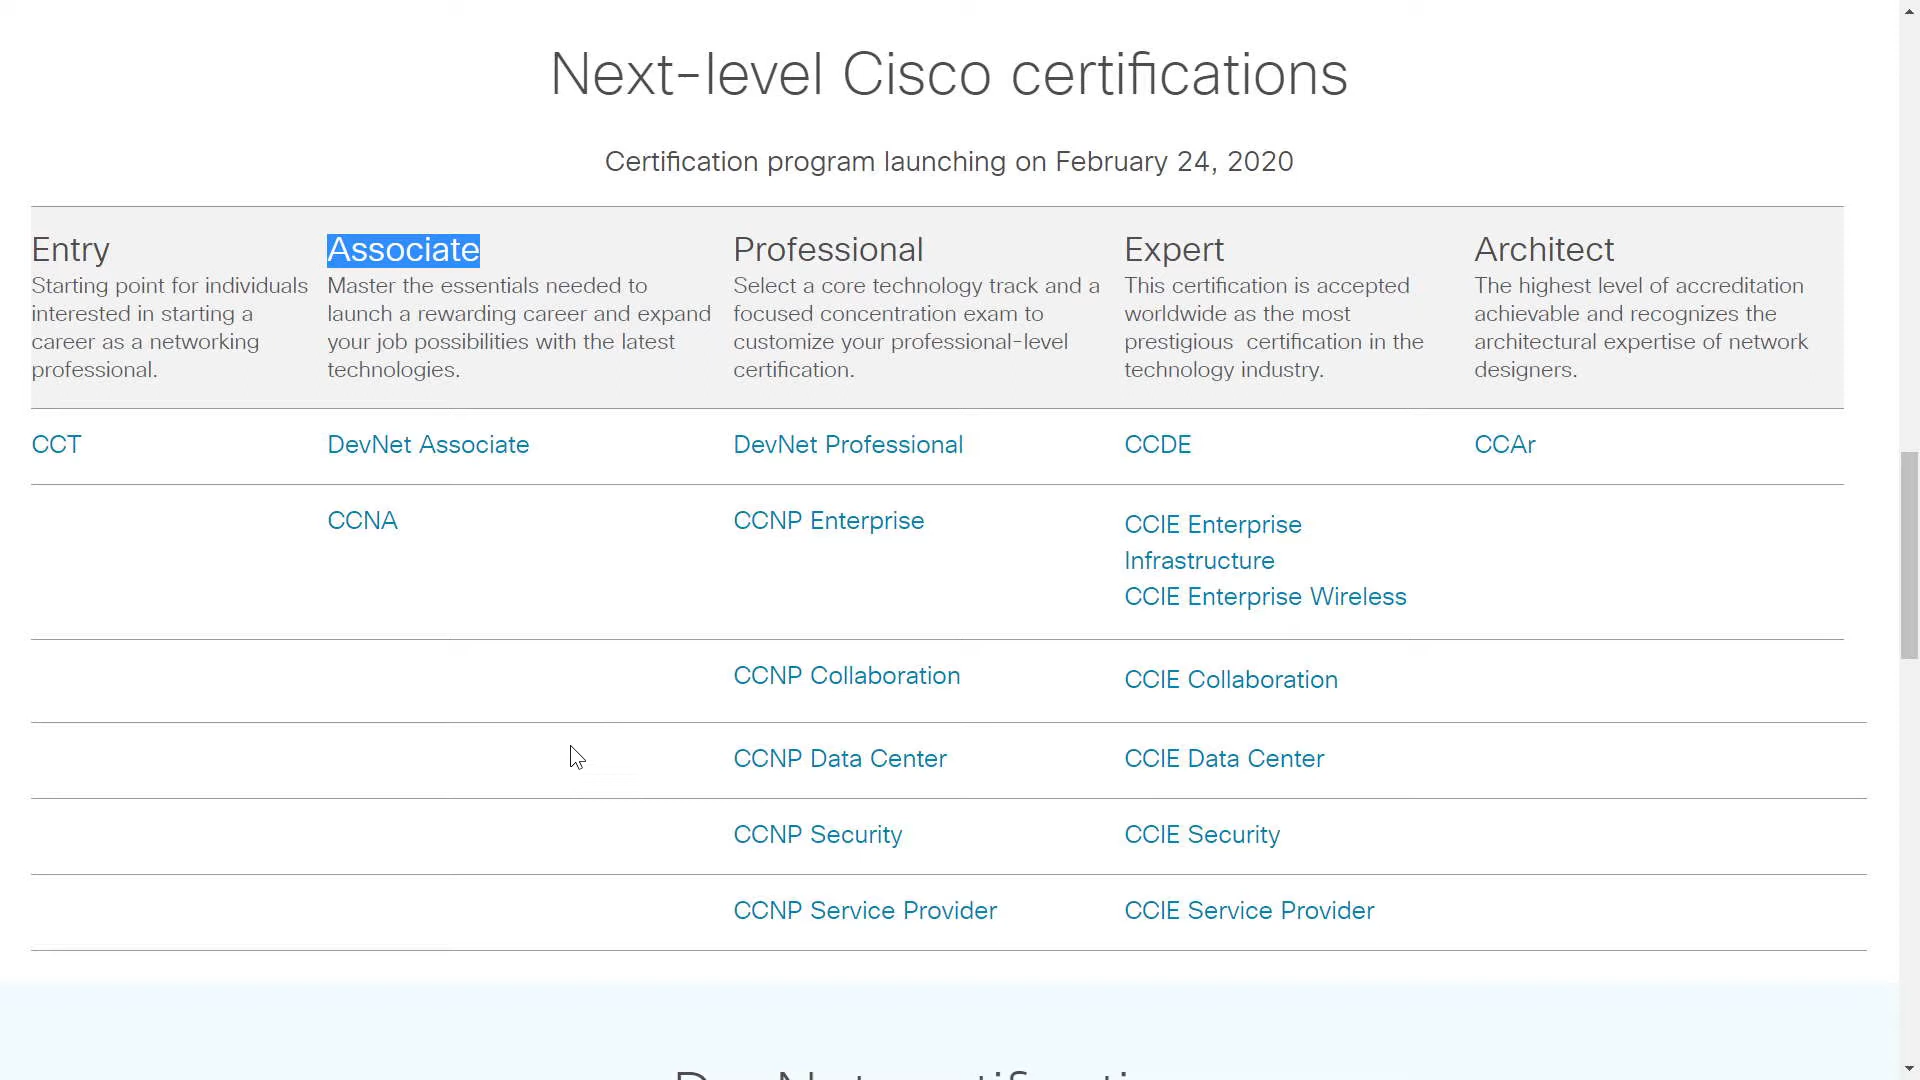 Next-level Cisco certifications
Certification program launching on February 24, 2020
Entry
Starting point for individuals
interested in starting a
career as a networking
professional.
Associate
Master the essentials needed to
launch a rewarding career and expand
your job possibilities with the latest
technologies.
Professional
Select a core technology track and a
focused concentration exam to
customize your professional-level
certification.
Expert
This certification is accepted
worldwide as the most
prestigious certification in the
technology industry.
Architect
The highest level of accreditation
achievable and recognizes the
architectural expertise of network
designers.
CCT
DevNet Associate
DevNet Professional
CCDE
CCAr
CCNA
CCNP Enterprise
CCIE Enterprise
Infrastructure
CCIE Enterprise Wireless
CCNP Collaboration
CCIE Collaboration
CCNP Data Center
CCIE Data Center
CCNP Security
CCIE Security
CCNP Service Provider
CCIE Service Provider